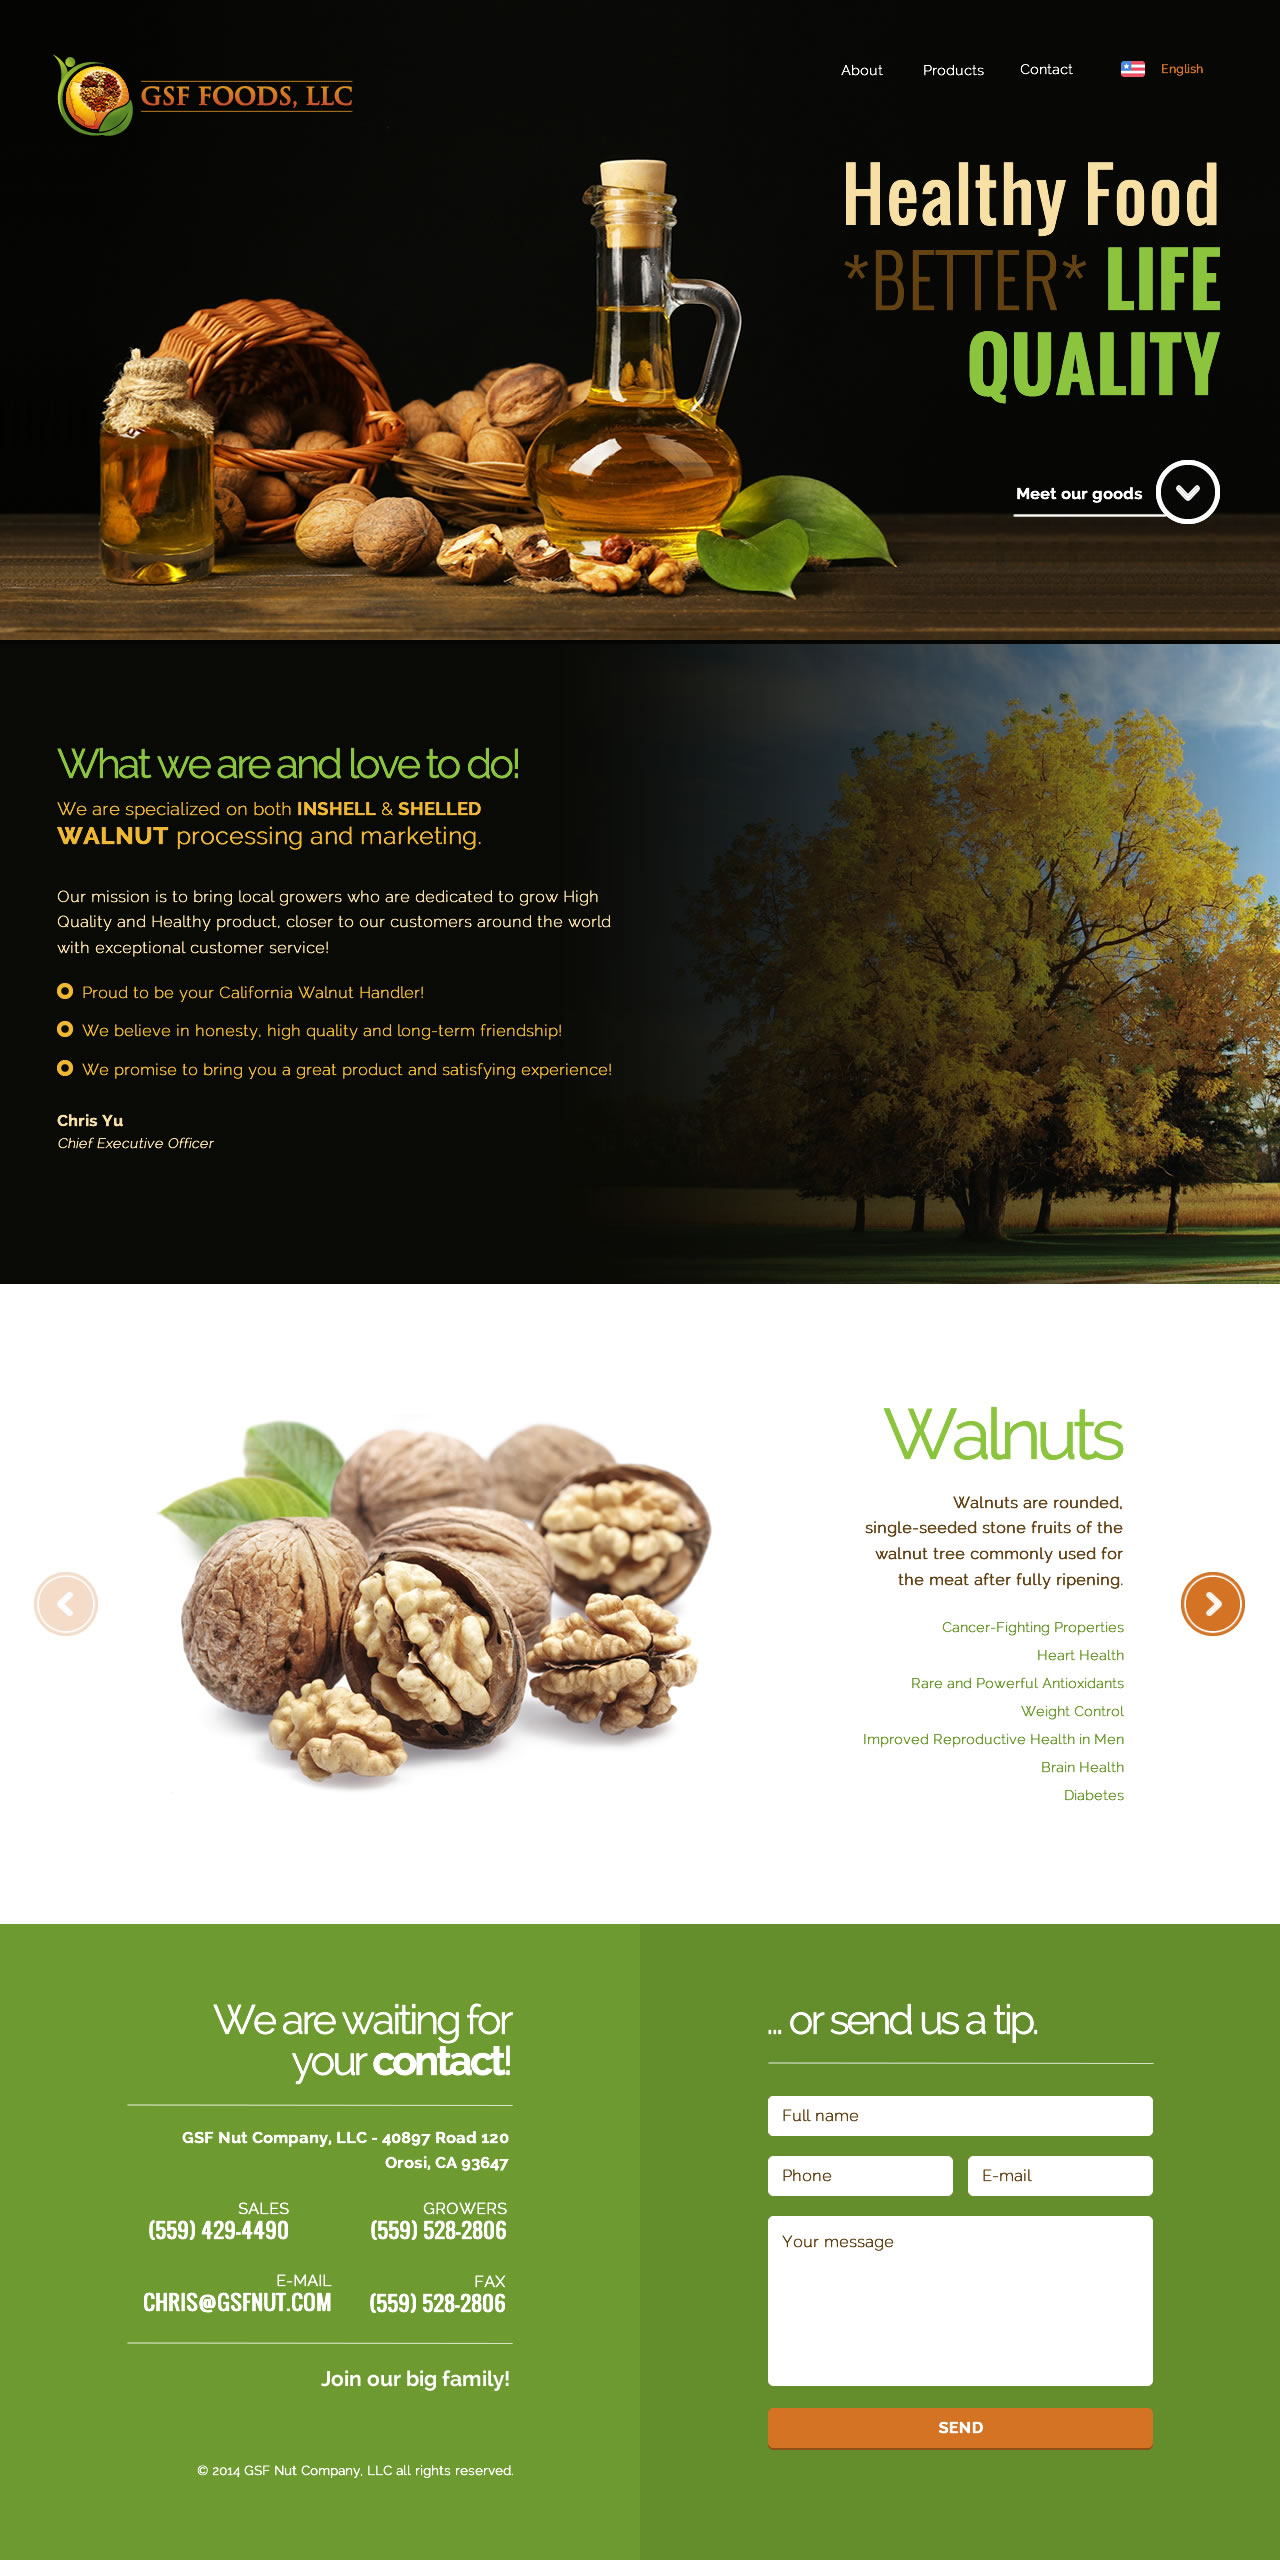 GSF FOODS, LLC
About
Products
Contact
English
Healthy Food
*BETTER* LIFE
QUALITY
Meet our goods
What we are and love to do!
We are specialized on both INSHELL & SHELLED
WALNUT processing and marketing.
Our mission is to bring local growers who are dedicated to grow High
Quality and Healthy product, closer to our customers around the world
with exceptional customer service!
Proud to be your California Walnut Handler!
We believe in honesty, high quality and long-term friendship!
We promise to bring you a great product and satisfying experience!
Chris Yu
Chief Executive Officer
Walnuts
Walnuts are rounded,
single-seeded stone fruits of the
walnut tree commonly used for
the meat after fully ripening.
Cancer-Fighting Properties
Heart Health
Rare and Powerful Antioxidants
Weight Control
Improved Reproductive Health in Men
Brain Health
Diabetes
We are waiting for
your contact!
GSF Nut Company, LLC - 40897 Road 120
Orosi, CA 93647
SALES
(559) 429-4490
GROWERS
(559) 528-2806
E-MAIL
CHRIS@GSFNUT.COM
FAX
(559) 528-2806
Join our big family!
© 2014 GSF Nut Company, LLC all rights reserved.
... or send us a tip.
Full name
Phone
E-mail
Your message
SEND